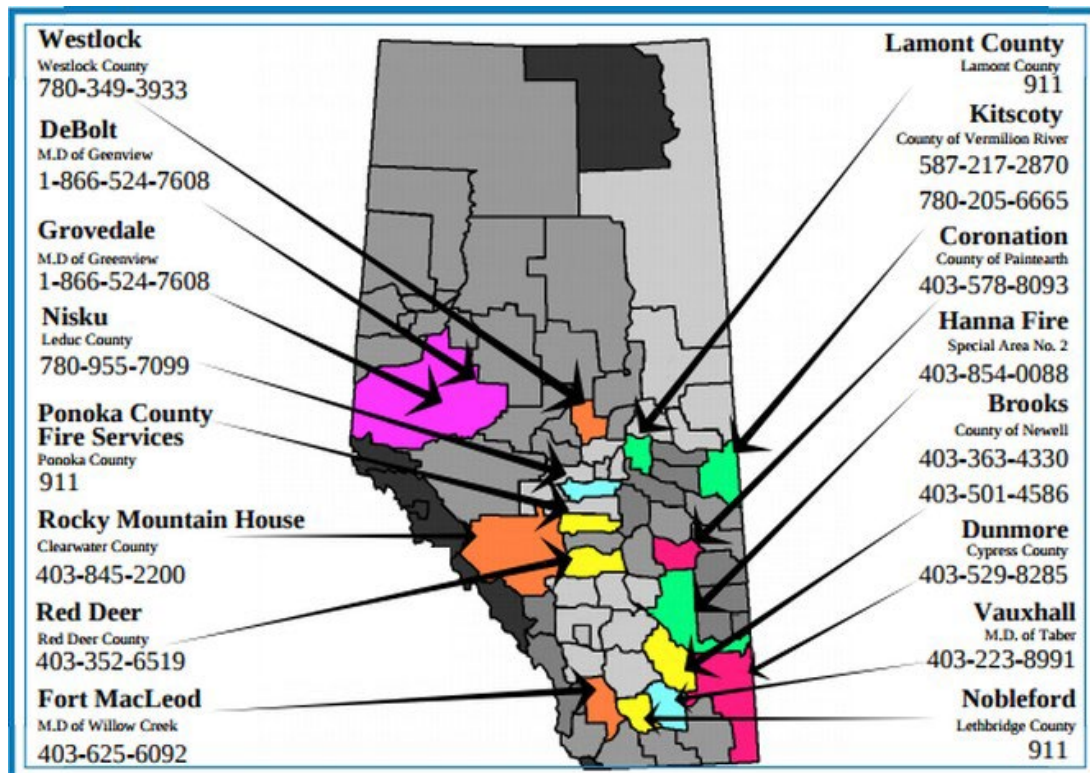 Westlock
Westlock County
780-349-3933
DeBolt
M.D of Geenview
1-866-524-7608
Grovedale
M.D of Greenview
1-866-524-7608
Nisku
Leduc County
780-955-7099
Ponoka County
Fire Services
Ponoka County
911
Rocky Mountain House
Clearwater County
403-845-2200
Red Deer
Red Deer County
403-352-6519
Fort MacLeod
M.D of Willow Creek
403-625-6092
Lamont County
Lamont County
911
Kitscoty
County of Vermilion River
587-217-2870
780-205-6665
Coronation
County of Paintearth
403-578-8093
Hanna Fire
Special Area No. 2
403-854-0088
Brooks
County of Newell
403-363-4330
403-501-4586
Dunmore
Cypress County
403-529-8285
Vauxhall
M.D. of Taber
403-223-8991
Nobleford
Lethbridge County
911